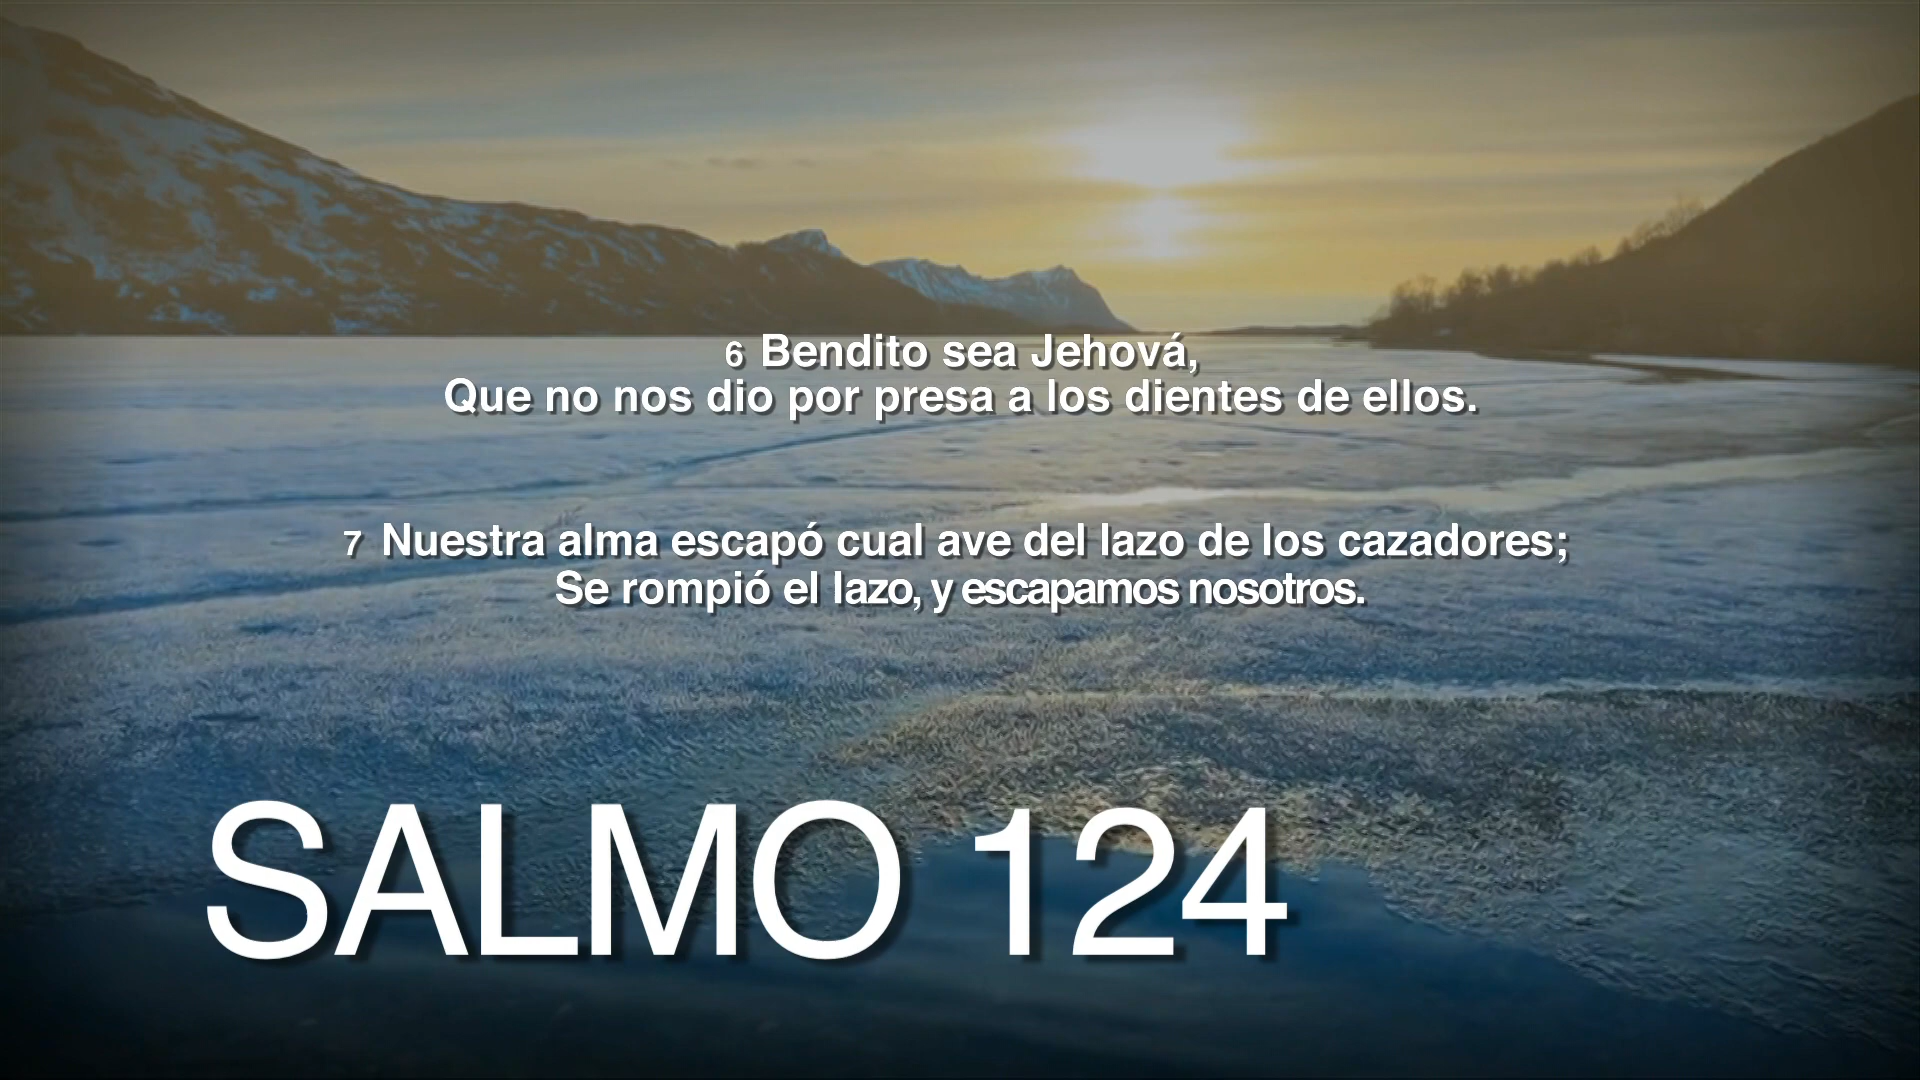 6 Bendito sea Jehová,
Que no nos dio por presa a los dientes de ellos.
7 Nuestra alma escapó cual ave del lazo de los cazadores;
Se rompió el lazo, y escapamos nosotros.
SALMO 124